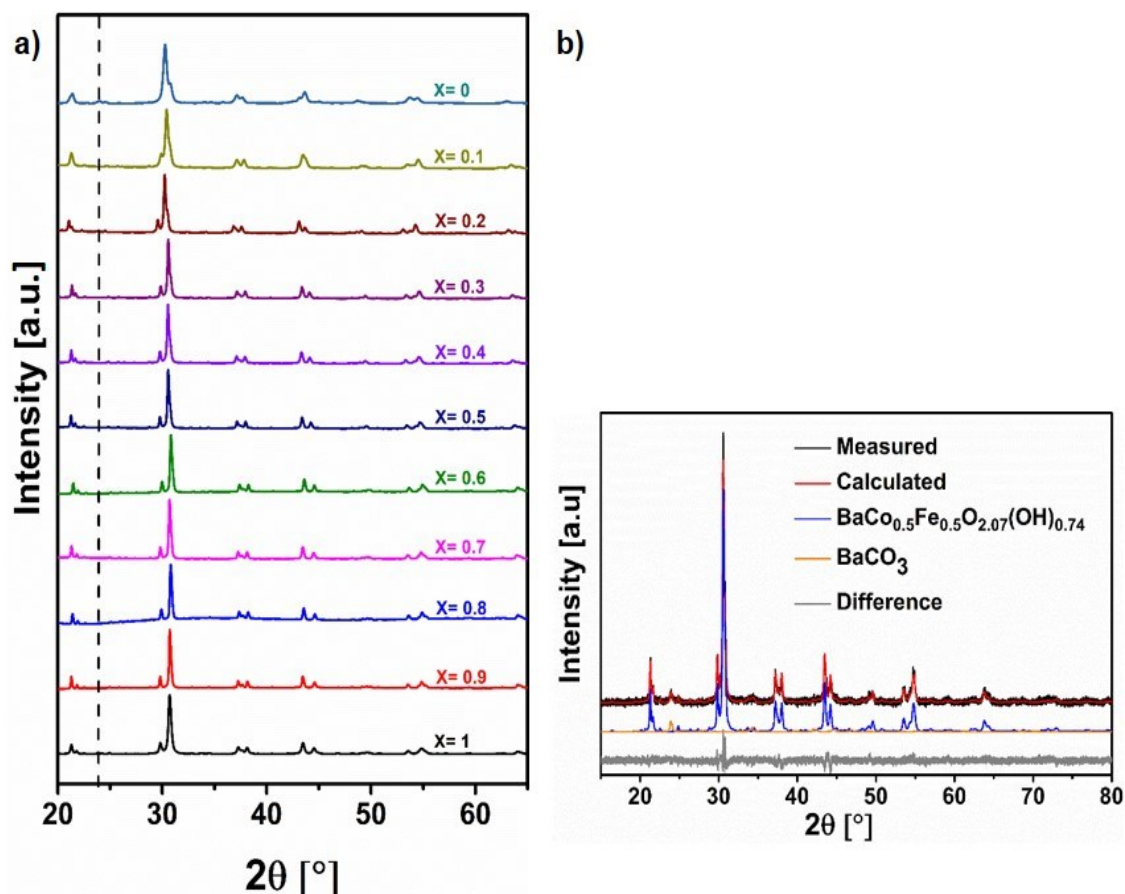 a)
Intensity [a.u.]
X= 0
X= 0.1
X= 0.2
X= 0.3
X= 0.4
X= 0.5
X= 0.6
X= 0.7
X= 0.8
X= 0.9
X= 1
20 30 40 50 60
2θ [°]
b)
Intensity [a.u]
Measured
Calculated
BaCo₀.₅Fe₀.₅O₂.₀₇(OH)₀.₇₄
BaCO₃
Difference
20 30 40 50 60 70 80
2θ [°]